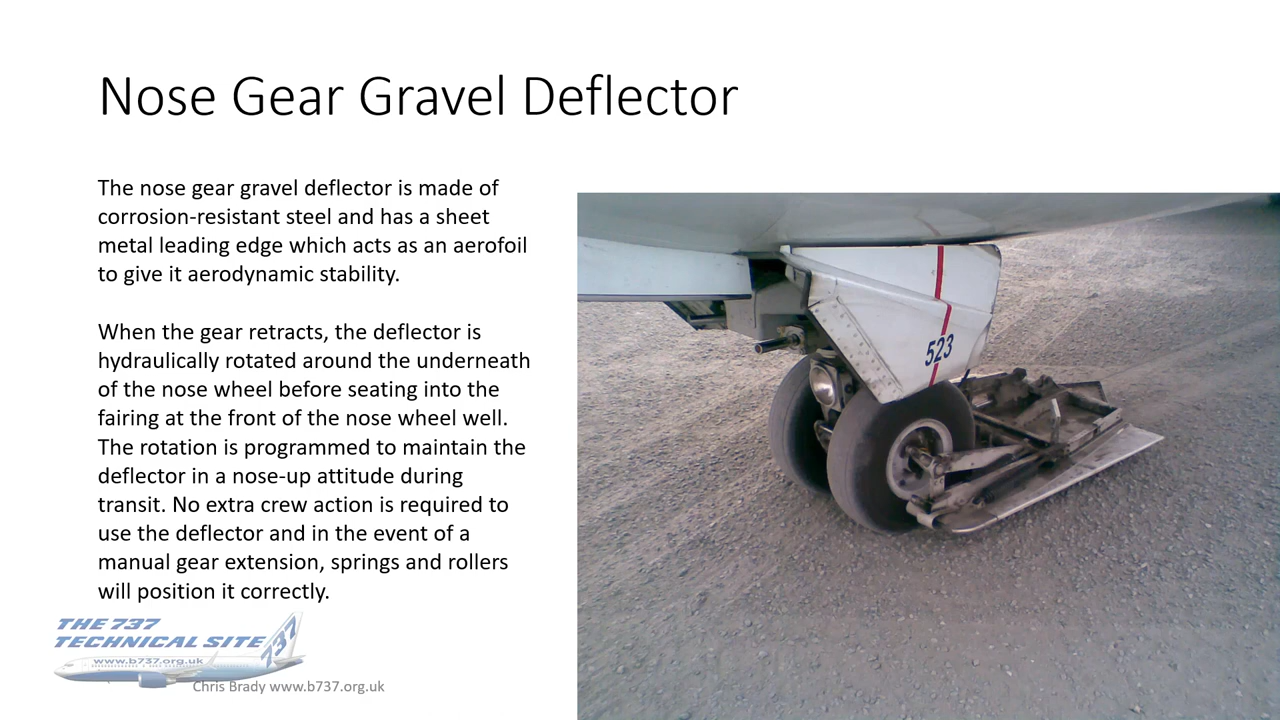 Nose Gear Gravel Deflector
The nose gear gravel deflector is made of
corrosion-resistant steel and has a sheet
metal leading edge which acts as an aerofoil
to give it aerodynamic stability.
When the gear retracts, the deflector is
hydraulically rotated around the underneath
of the nose wheel before seating into the
fairing at the front of the nose wheel well.
The rotation is programmed to maintain the
deflector in a nose-up attitude during
transit. No extra crew action is required to
use the deflector and in the event of a
manual gear extension, springs and rollers
will position it correctly.
523
THE 737
TECHNICAL SITE
737
www.b737.org.uk
Chris Brady www.b737.org.uk